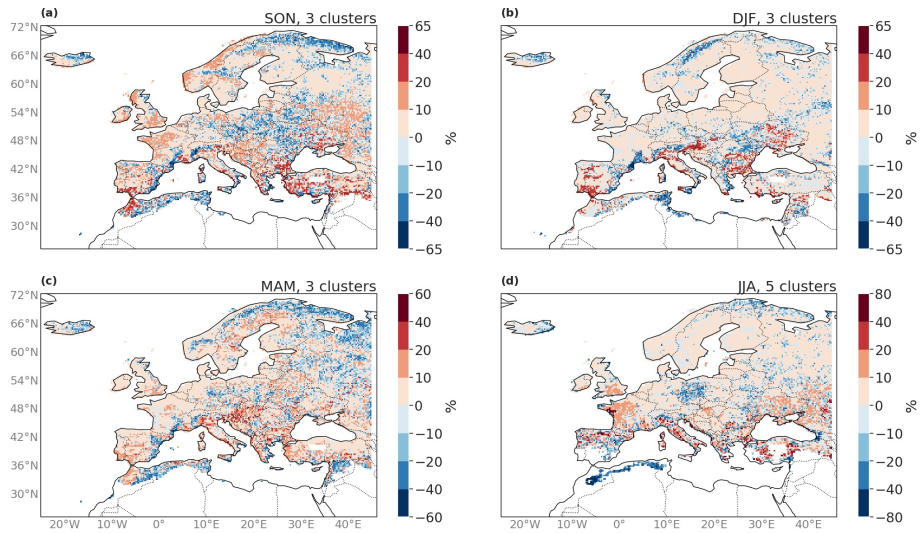 (a)
SON, 3 clusters
72°N
66°N
60°N
54°N
48°N
42°N
36°N
30°N
65
40
20
10
0
−10
−20
−40
−65
%
(b)
DJF, 3 clusters
65
40
20
10
0
−10
−20
−40
−65
%
(c)
MAM, 3 clusters
72°N
66°N
60°N
54°N
48°N
42°N
36°N
30°N
20°W 10°W 0° 10°E 20°E 30°E 40°E
60
40
20
10
0
−10
−20
−40
−60
%
(d)
JJA, 5 clusters
20°W 10°W 0° 10°E 20°E 30°E 40°E
80
40
20
10
0
−10
−20
−40
−80
%